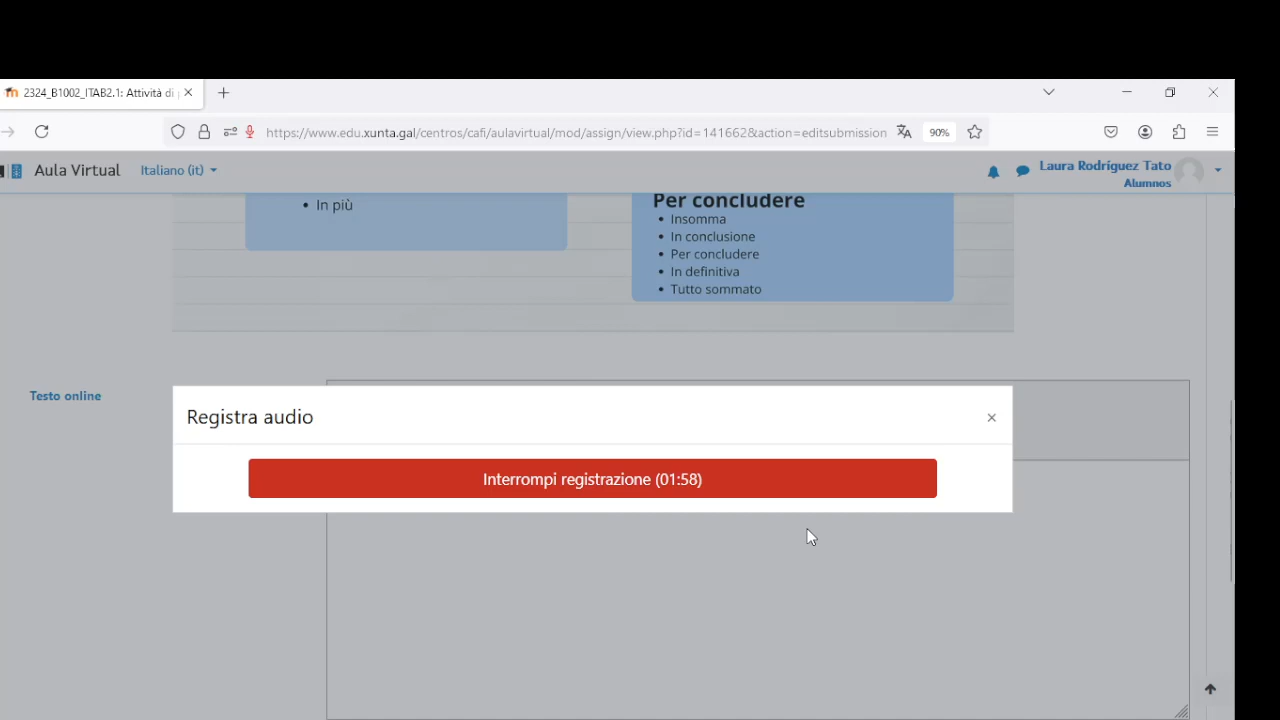 2324_B1002_ITAB2.1: Attività di
https://www.edu.xunta.gal/centros/cafi/aulavirtual/mod/assign/view.php?id=141662&action=editsubmission
90%
Aula Virtual
Italiano (it)
Laura Rodríguez Tato
Alumnos
• In più
Per concludere
• Insomma
• In conclusione
• Per concludere
• In definitiva
• Tutto sommato
Testo online
Registra audio
×
Interrompi registrazione (01:58)